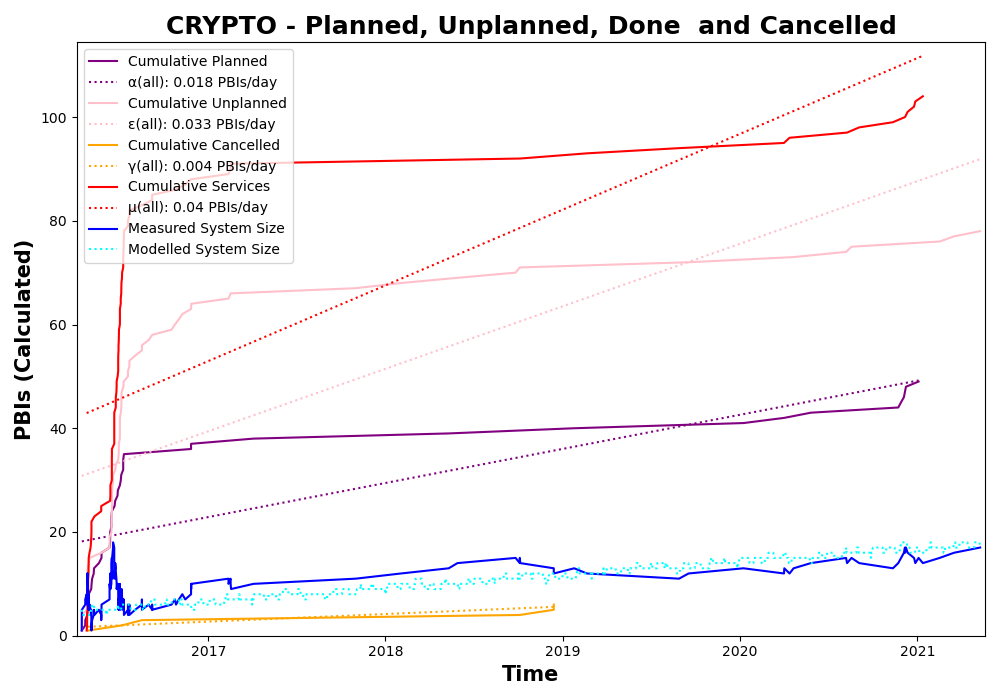 CRYPTO - Planned, Unplanned, Done  and Cancelled
Cumulative Planned
α(all): 0.018 PBIs/day
Cumulative Unplanned
ε(all): 0.033 PBIs/day
Cumulative Cancelled
γ(all): 0.004 PBIs/day
Cumulative Services
μ(all): 0.04 PBIs/day
Measured System Size
Modelled System Size
PBIs (Calculated)
100
80
60
40
20
0
2017
2018
2019
2020
2021
Time